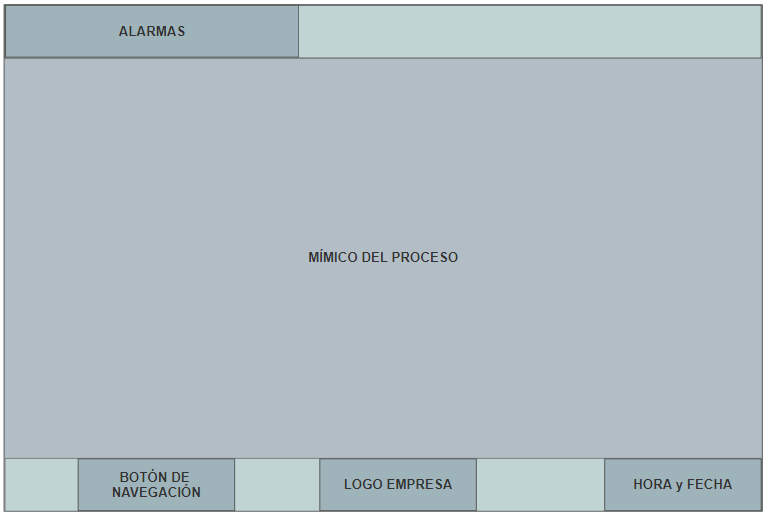 ALARMAS
MÍMICO DEL PROCESO
BOTÓN DE
NAVEGACIÓN
LOGO EMPRESA
HORA y FECHA